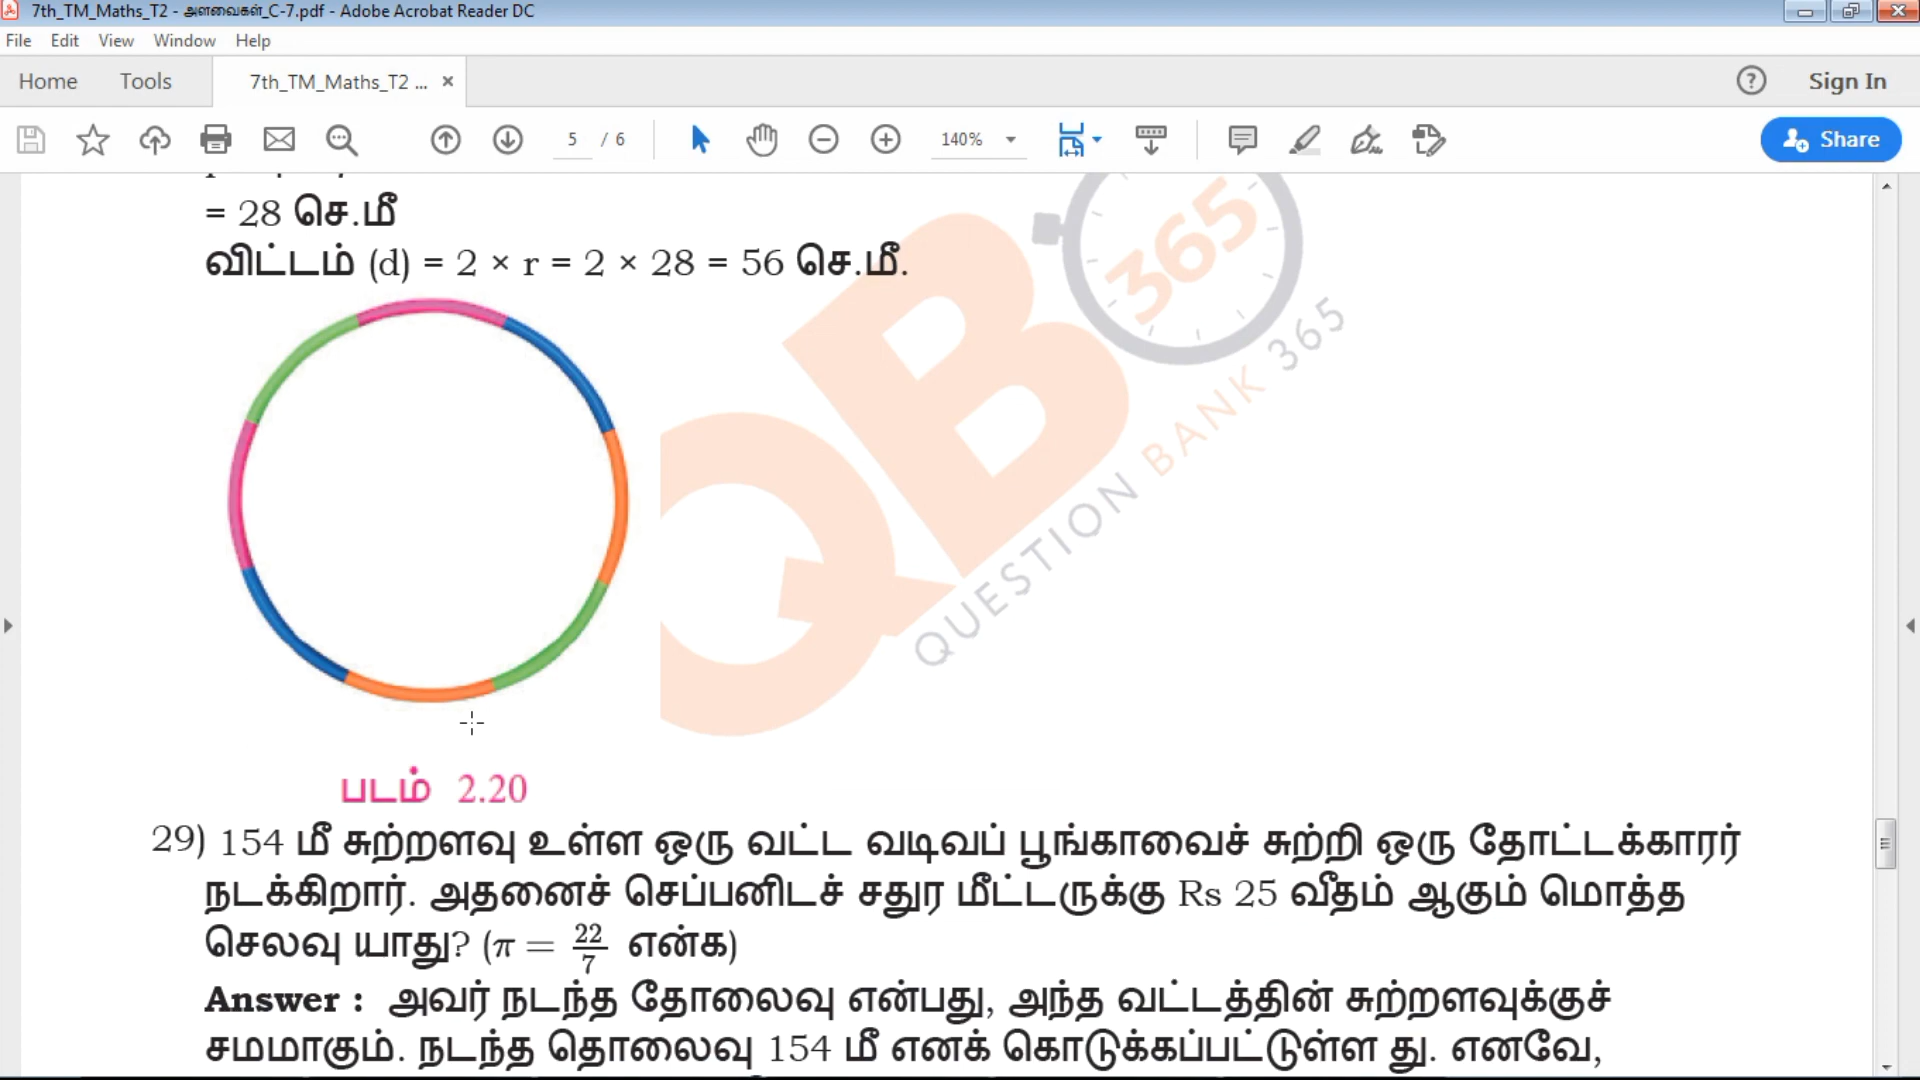 7th_TM_Maths_T2 - அளவைகள்_C-7.pdf - Adobe Acrobat Reader DC
File Edit View Window Help
Home Tools 7th_TM_Maths_T2 ... × ? Sign In
5 / 6 140% Share
= 28 செ.மீ
விட்டம் (d) = 2 × r = 2 × 28 = 56 செ.மீ.
QB 365
QUESTION BANK 365
படம் 2.20
29) 154 மீ சுற்றளவு உள்ள ஒரு வட்ட வடிவப் பூங்காவைச் சுற்றி ஒரு தோட்டக்காரர்
நடக்கிறார். அதனைச் செப்பனிடச் சதுர மீட்டருக்கு Rs 25 வீதம் ஆகும் மொத்த
செலவு யாது? (π = 22/7 என்க)
Answer : அவர் நடந்த தோலைவு என்பது, அந்த வட்டத்தின் சுற்றளவுக்குச்
சமமாகும். நடந்த தொலைவு 154 மீ எனக் கொடுக்கப்பட்டுள்ள து. எனவே,